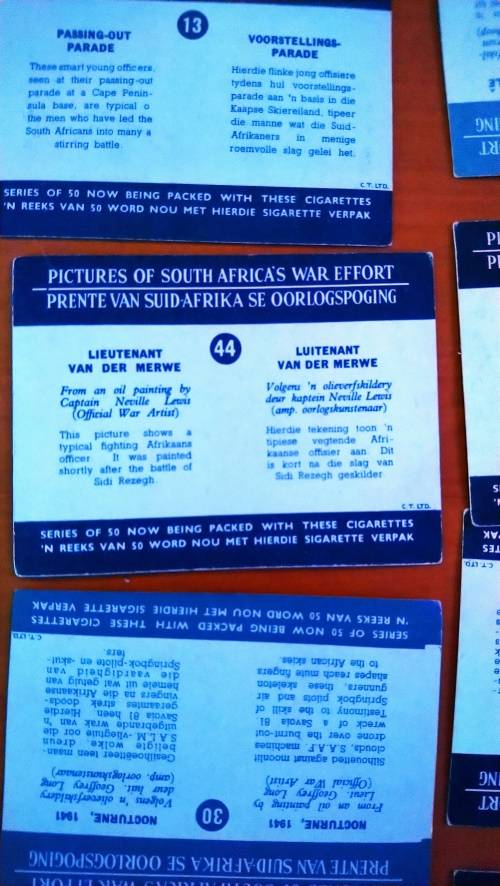 13
PASSING-OUT
PARADE
These smart young officers,
seen at their passing-out
parade at a Cape Penin-
sula base, are typical o
the men who have led the
South Africans into many a
stirring battle.
VOORSTELLINGS-
PARADE
Hierdie flinke jong offisiere
tydens hul voorstellings-
parade aan 'n basis in die
Kaapse Skiereiland, tipeer
die manne wat die Suid-
Afrikaners in menige
roemvolle slag gelei het.
C.T. LTD.
SERIES OF 50 NOW BEING PACKED WITH THESE CIGARETTES
'N REEKS VAN 50 WORD NOU MET HIERDIE SIGARETTE VERPAK
PICTURES OF SOUTH AFRICA'S WAR EFFORT
PRENTE VAN SUID-AFRIKA SE OORLOGSPOGING
44
LIEUTENANT
VAN DER MERWE
From an oil painting by
Captain Neville Lewis
(Official War Artist)
This picture shows a
typical fighting Afrikaans
officer. It was painted
shortly after the battle of
Sidi Rezegh.
LUITENANT
VAN DER MERWE
Volgens 'n olieverfskildery
deur kaptein Neville Lewis
(amp. oorlogskunstenaar)
Hierdie tekening toon 'n
tipiese vegtende Afri-
kaanse offisier aan. Dit
is kort na die slag van
Sidi Rezegh geskilder.
C.T. LTD.
SERIES OF 50 NOW BEING PACKED WITH THESE CIGARETTES
'N REEKS VAN 50 WORD NOU MET HIERDIE SIGARETTE VERPAK
PRENTE VAN SUID-AFRIKA SE OORLOGSPOGING
30
NOCTURNE, 1941
From an oil painting by
Lieut. Geoffrey Long
(Official War Artist)
Silhouetted against moonlit
clouds, S.A.A.F. machines
drone over the burnt-out
wreck of a Savoia 81.
Testimony to the skill of
Springbok pilots and air
gunners, these skeleton
shapes reach mute fingers
to the African skies.
NOCTURNE, 1941
Volgens 'n olieverfskildery
deur luit. Geoffrey Long
(amp. oorlogskunstenaar)
Gesilhoetteer teen maan-
beligte wolke, dreun
S.A.L.M.-vliegtuie oor die
uitgebrande wrak van 'n
Savoia 81 heen. Hierdie
geraamtes strek doods-
vingers na die Afrikaanse
hemele uit wat getuig van
die vaardigheid van
Springbok-pilote en -skut-
ters.
C.T. LTD.
SERIES OF 50 NOW BEING PACKED WITH THESE CIGARETTES
'N REEKS VAN 50 WORD NOU MET HIERDIE SIGARETTE VERPAK